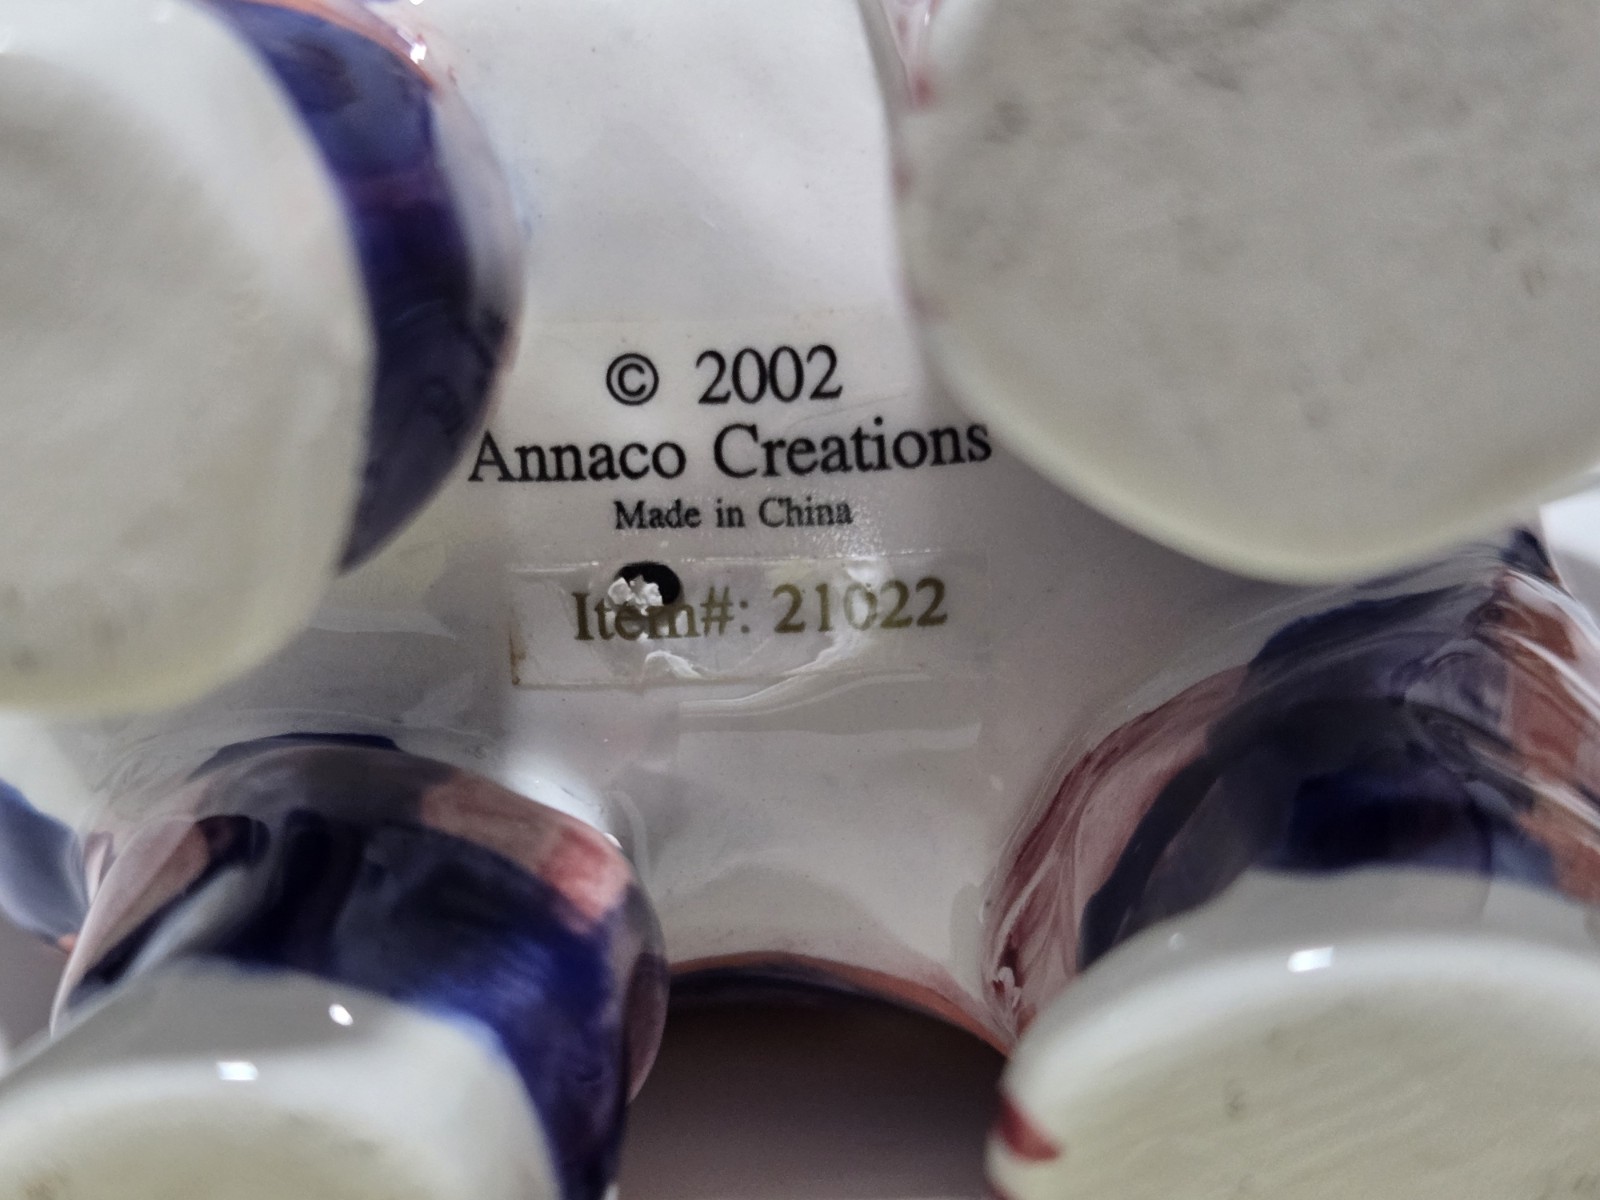 © 2002
Annaco Creations
Made in China
Item#: 21022